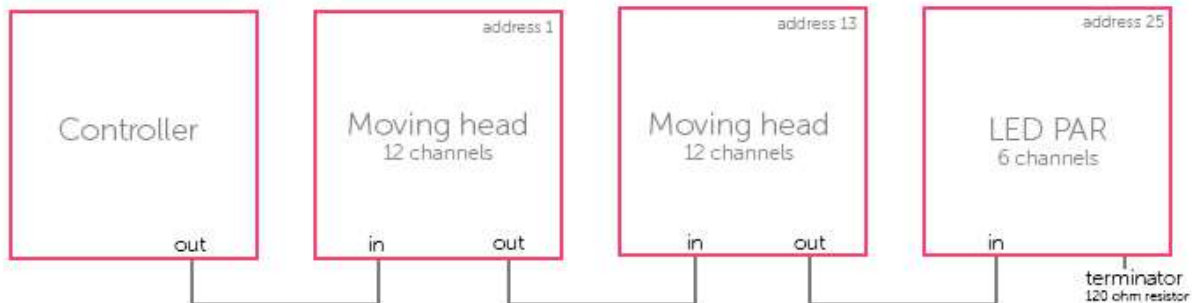 Controller
out
address 1
Moving head
12 channels
in out
address 13
Moving head
12 channels
in out
address 25
LED PAR
6 channels
in
terminator
120 ohm resistor